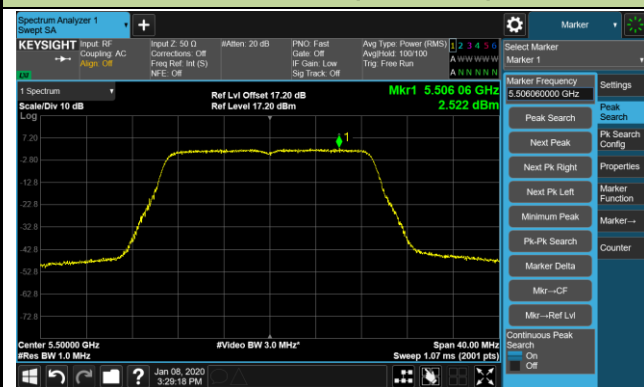 Spectrum Analyzer 1
Swept SA
+
Marker
KEYSIGHT
Input: RF
Coupling: AC
Align: Off
Input Z: 50 Ω
Corrections: Off
Freq Ref: Int (S)
NFE: Off
#Atten: 20 dB
PNO: Fast
Gate: Off
IF Gain: Low
Sig Track: Off
Avg Type: Power (RMS)
Avg|Hold: 100/100
Trig: Free Run
1 2 3 4 5 6
A W W W W W
A N N N N N
LXI
Select Marker
Marker 1
1 Spectrum
Scale/Div 10 dB
Log
Ref Lvl Offset 17.20 dB
Ref Level 17.20 dBm
Mkr1 5.506 06 GHz
2.522 dBm
1
7.20
-2.80
-12.8
-22.8
-32.8
-42.8
-52.8
-62.8
-72.8
Center 5.50000 GHz
#Res BW 1.0 MHz
#Video BW 3.0 MHz*
Span 40.00 MHz
Sweep 1.07 ms (2001 pts)
Marker Frequency
5.506060000 GHz
Peak Search
Next Peak
Next Pk Right
Next Pk Left
Minimum Peak
Pk-Pk Search
Marker Delta
Mkr→CF
Mkr→Ref Lvl
Continuous Peak
Search
On
Off
Settings
Peak
Search
Pk Search
Config
Properties
Marker
Function
Marker→
Counter
?
Jan 08, 2020
3:29:18 PM